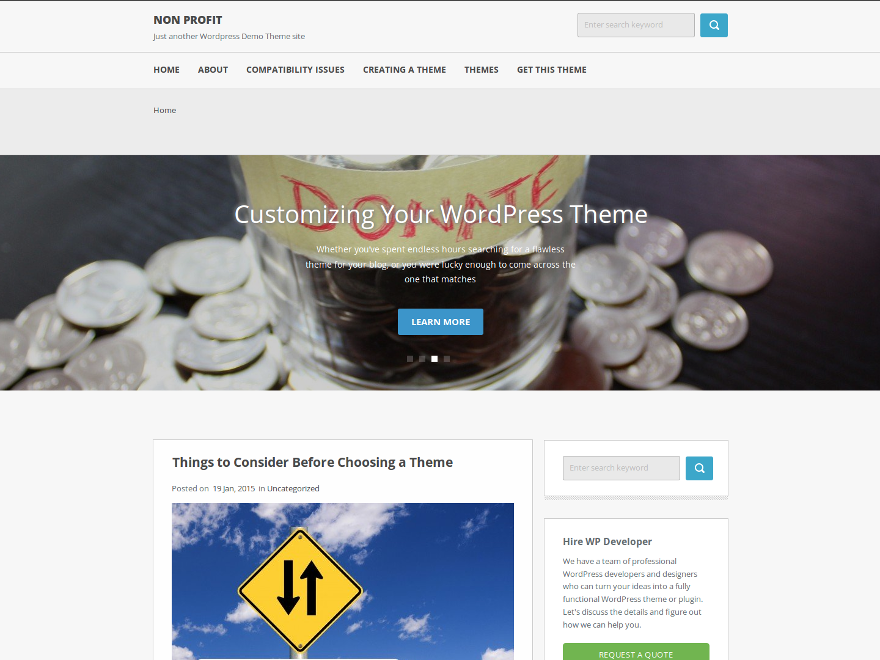 NON PROFIT
Just another Wordpress Demo Theme site
Enter search keyword
HOME ABOUT COMPATIBILITY ISSUES CREATING A THEME THEMES GET THIS THEME
Home
DONATE
Customizing Your WordPress Theme
Whether you've spent endless hours searching for a flawless
theme for your blog, or you were lucky enough to come across the
one that matches
LEARN MORE
Things to Consider Before Choosing a Theme
Posted on 19 Jan, 2015 in Uncategorized
Enter search keyword
Hire WP Developer
We have a team of professional
WordPress developers and designers
who can turn your ideas into a fully
functional WordPress theme or plugin.
Let's discuss the details and figure out
how we can help you.
REQUEST A QUOTE